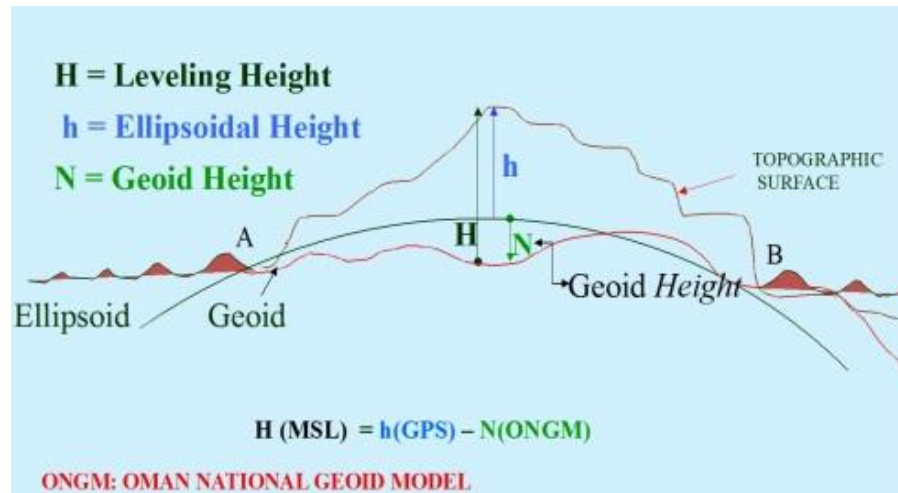 H = Leveling Height
h = Ellipsoidal Height
N = Geoid Height
h
TOPOGRAPHIC
SURFACE
A
H
N
B
Geoid Height
Ellipsoid
Geoid
H (MSL) = h(GPS) – N(ONGM)
ONGM: OMAN NATIONAL GEOID MODEL